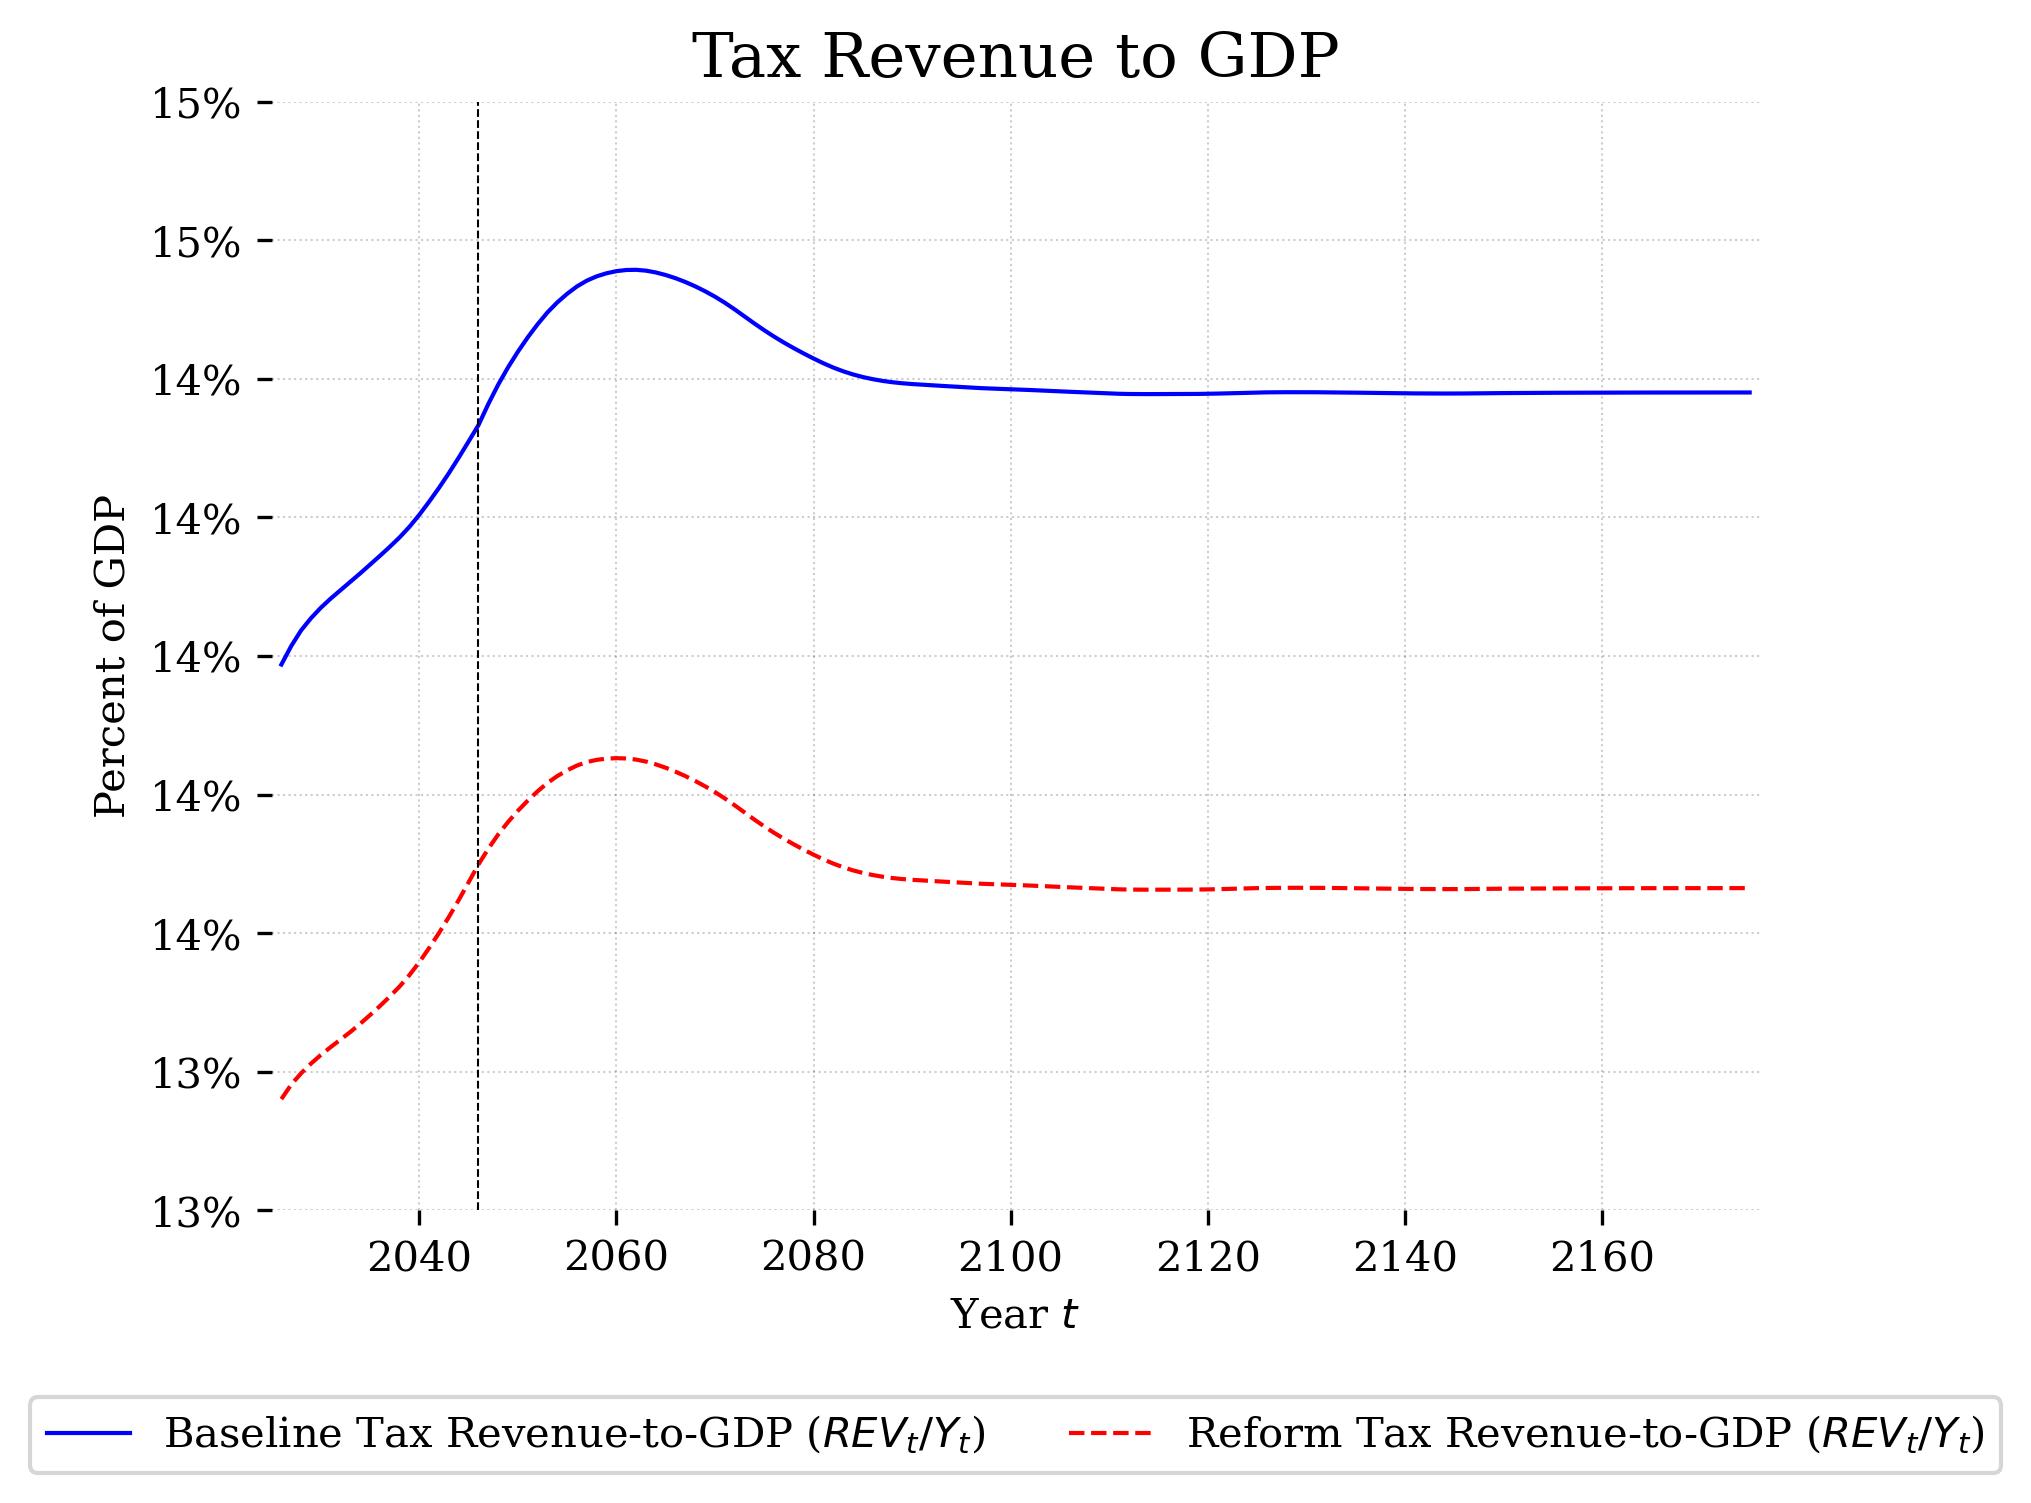 Tax Revenue to GDP
15%
15%
14%
14%
14%
14%
14%
13%
13%
Percent of GDP
2040 2060 2080 2100 2120 2140 2160
Year t
Baseline Tax Revenue-to-GDP (REVₜ/Yₜ) Reform Tax Revenue-to-GDP (REVₜ/Yₜ)